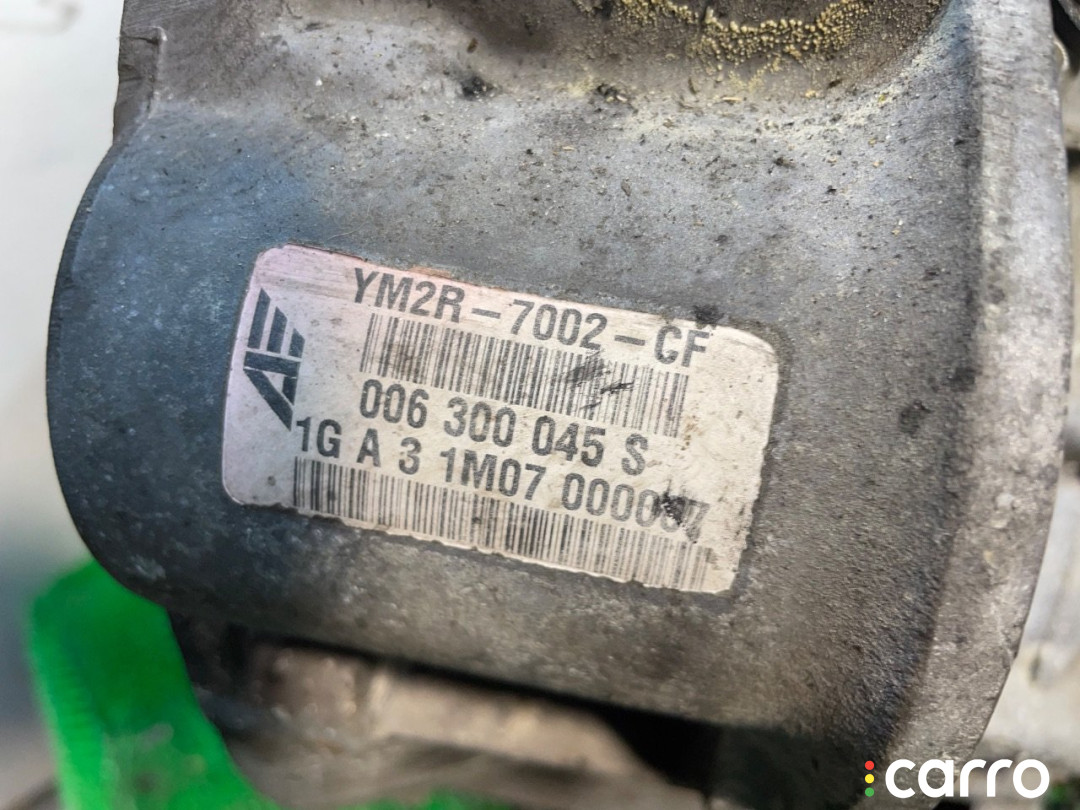 YM2R-7002-CF
006 300 045 S
1G A 3 1M07
carro